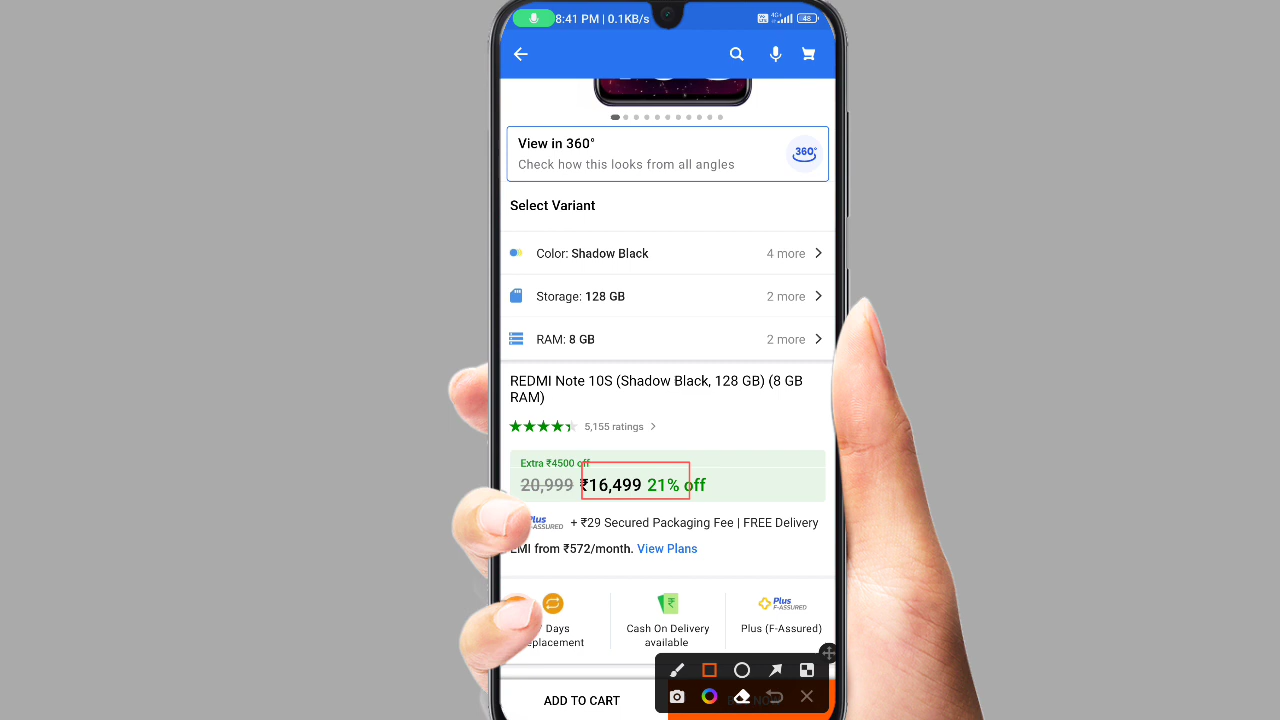 8:41 PM | 0.1KB/s 4G+ 48
View in 360°
Check how this looks from all angles
360°
Select Variant
Color: Shadow Black 4 more
Storage: 128 GB 2 more
RAM: 8 GB 2 more
REDMI Note 10S (Shadow Black, 128 GB) (8 GB
RAM)
5,155 ratings
Extra ₹4500 off
20,999 ₹16,499 21% off
Plus
F-ASSURED + ₹29 Secured Packaging Fee | FREE Delivery
EMI from ₹572/month. View Plans
Days
Cash On Delivery
available
Plus
F-ASSURED
Plus (F-Assured)
ADD TO CART